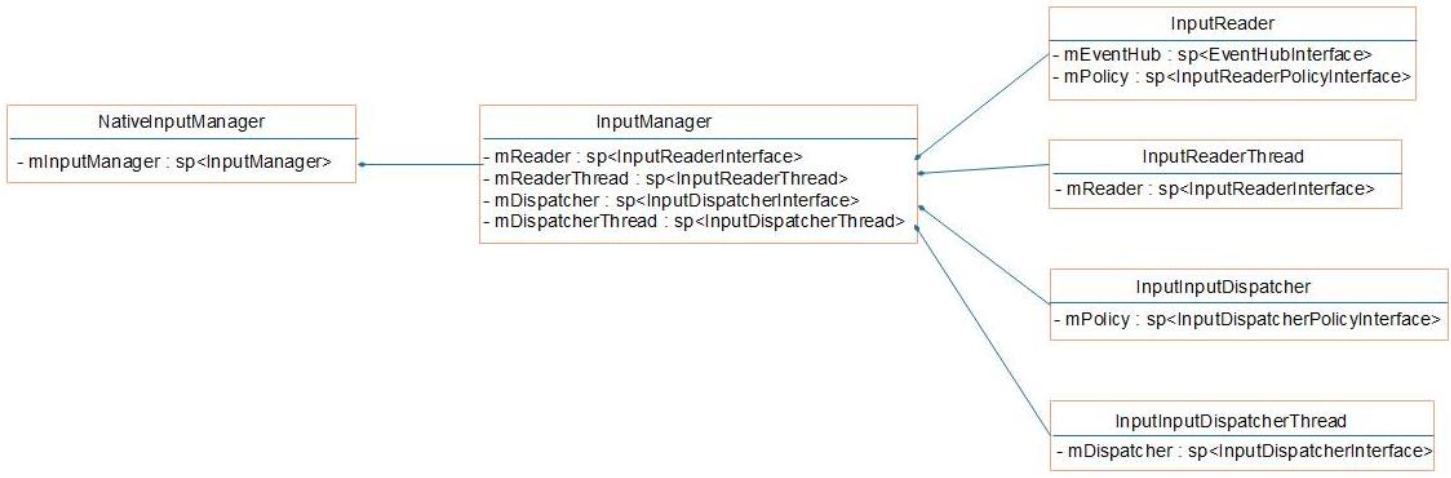 NativeInputManager
- mInputManager : sp<InputManager>
InputManager
- mReader : sp<InputReaderInterface>
- mReaderThread : sp<InputReaderThread>
- mDispatcher : sp<InputDispatcherInterface>
- mDispatcherThread : sp<InputDispatcherThread>
InputReader
- mEventHub : sp<EventHubInterface>
- mPolicy : sp<InputReaderPolicyInterface>
InputReaderThread
- mReader : sp<InputReaderInterface>
InputInputDispatcher
- mPolicy : sp<InputDispatcherPolicyInterface>
InputInputDispatcherThread
- mDispatcher : sp<InputDispatcherInterface>